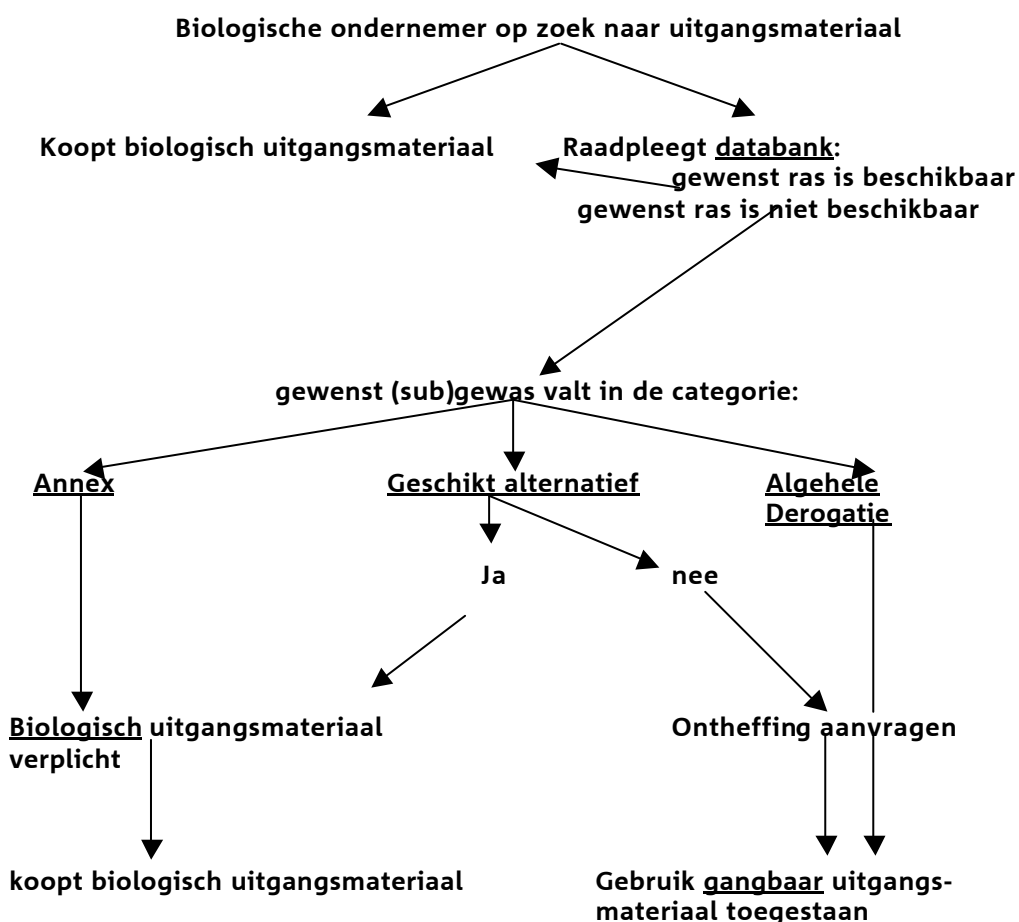 Biologische ondernemer op zoek naar uitgangsmateriaal
Koopt biologisch uitgangsmateriaal
Raadpleegt databank:
gewenst ras is beschikbaar
gewenst ras is niet beschikbaar
gewenst (sub)gewas valt in de categorie:
Annex
Geschikt alternatief
Algehele
Derogatie
Ja
nee
Biologisch uitgangsmateriaal
verplicht
Ontheffing aanvragen
koopt biologisch uitgangsmateriaal
Gebruik gangbaar uitgangs-
materiaal toegestaan